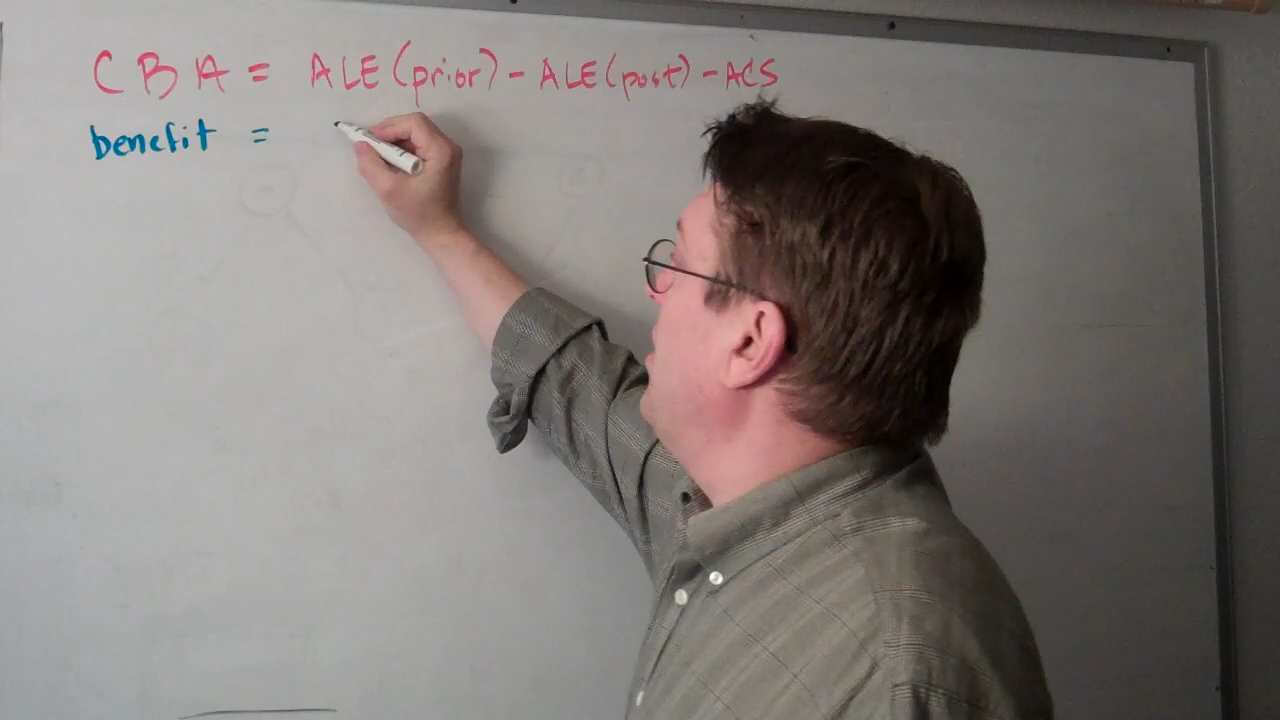 CBA = ALE(prior) - ALE(post) - ACS
benefit =